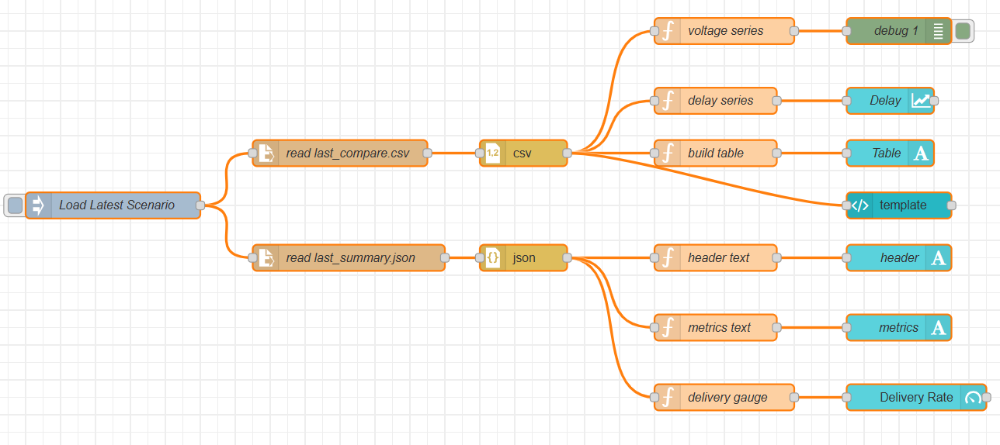 voltage series
debug 1
delay series
Delay
read last_compare.csv
1,2
csv
build table
Table
A
Load Latest Scenario
</>
template
read last_summary.json
{}
json
header text
header
A
metrics text
metrics
A
delivery gauge
Delivery Rate